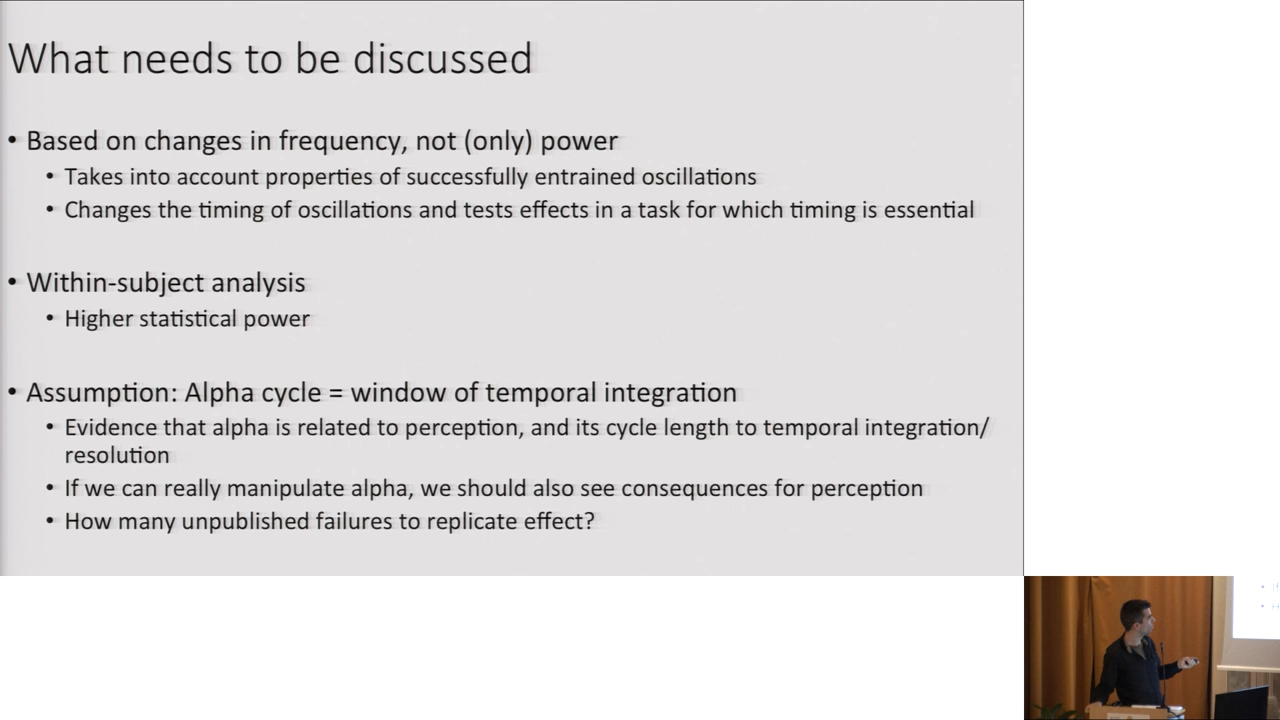 What needs to be discussed
• Based on changes in frequency, not (only) power
• Takes into account properties of successfully entrained oscillations
• Changes the timing of oscillations and tests effects in a task for which timing is essential
• Within-subject analysis
• Higher statistical power
• Assumption: Alpha cycle = window of temporal integration
• Evidence that alpha is related to perception, and its cycle length to temporal integration/
resolution
• If we can really manipulate alpha, we should also see consequences for perception
• How many unpublished failures to replicate effect?